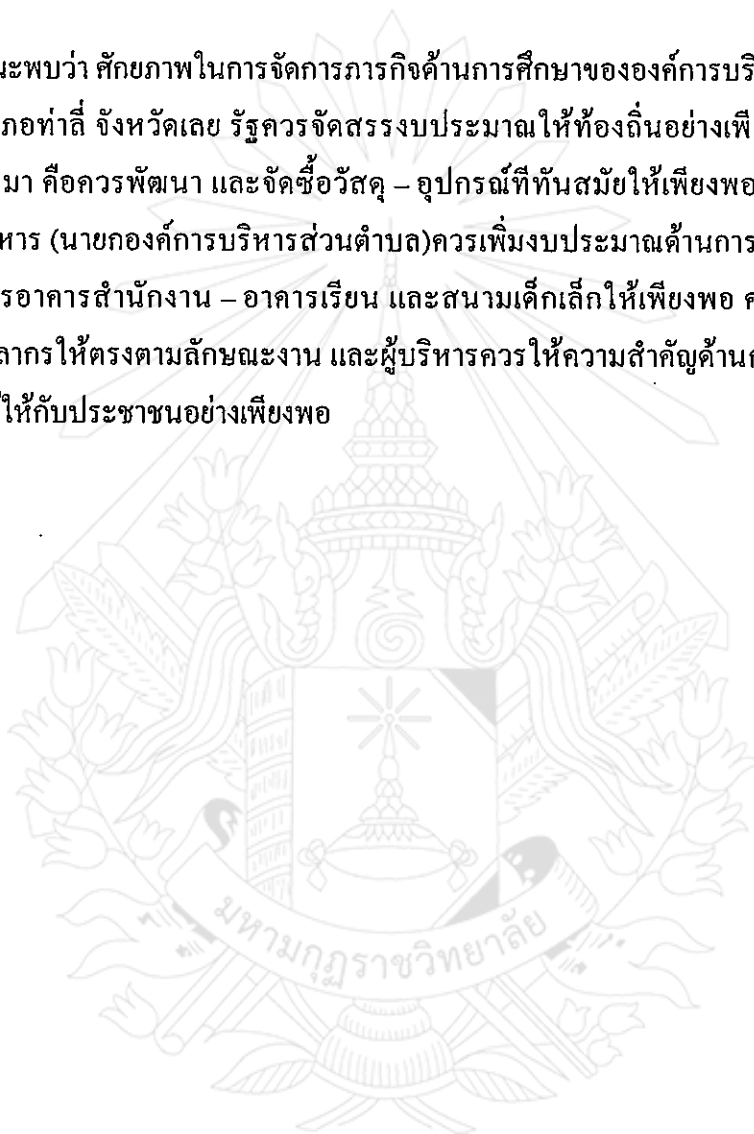 นะพบว่า ศักยภาพในการจัดการภารกิจด้านการศึกษาขององค์การบริ
ภอท่าลี่ จังหวัดเลย รัฐควรจัดสรรงบประมาณให้ท้องถิ่นอย่างเพี
มา คือควรพัฒนา และจัดซื้อวัสดุ – อุปกรณ์ที่ทันสมัยให้เพียงพอ
หาร (นายกองค์การบริหารส่วนตำบล)ควรเพิ่มงบประมาณด้านการ
รอาคารสำนักงาน – อาคารเรียน และสนามเด็กเล็กให้เพียงพอ ค
ลากรให้ตรงตามลักษณะงาน และผู้บริหารควรให้ความสำคัญด้านก
ให้กับประชาชนอย่างเพียงพอ
มหามกุฏราชวิทยาลัย